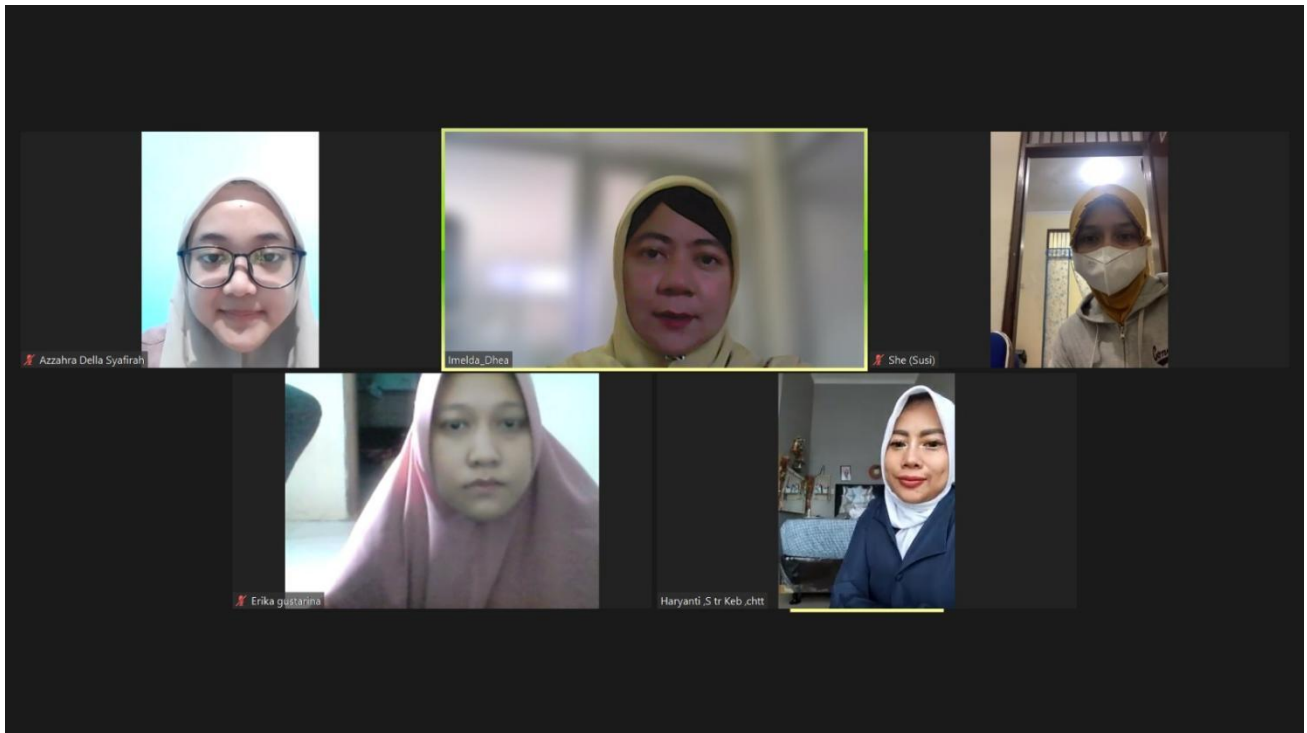 Azzahra Della Syafirah
Imelda_Dhea
She (Susi)
Erika gustarina
Haryanti ,S tr Keb ,chtt